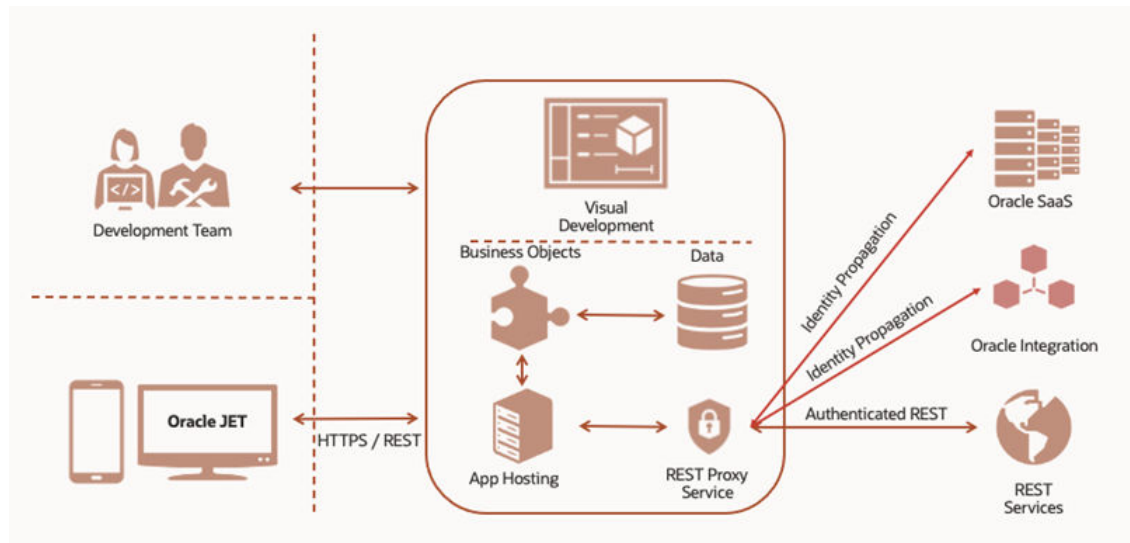 </>
Development Team
Oracle JET
HTTPS / REST
Visual
Development
Business Objects
Data
App Hosting
REST Proxy
Service
Identity Propagation
Identity Propagation
Authenticated REST
Oracle SaaS
Oracle Integration
REST
Services